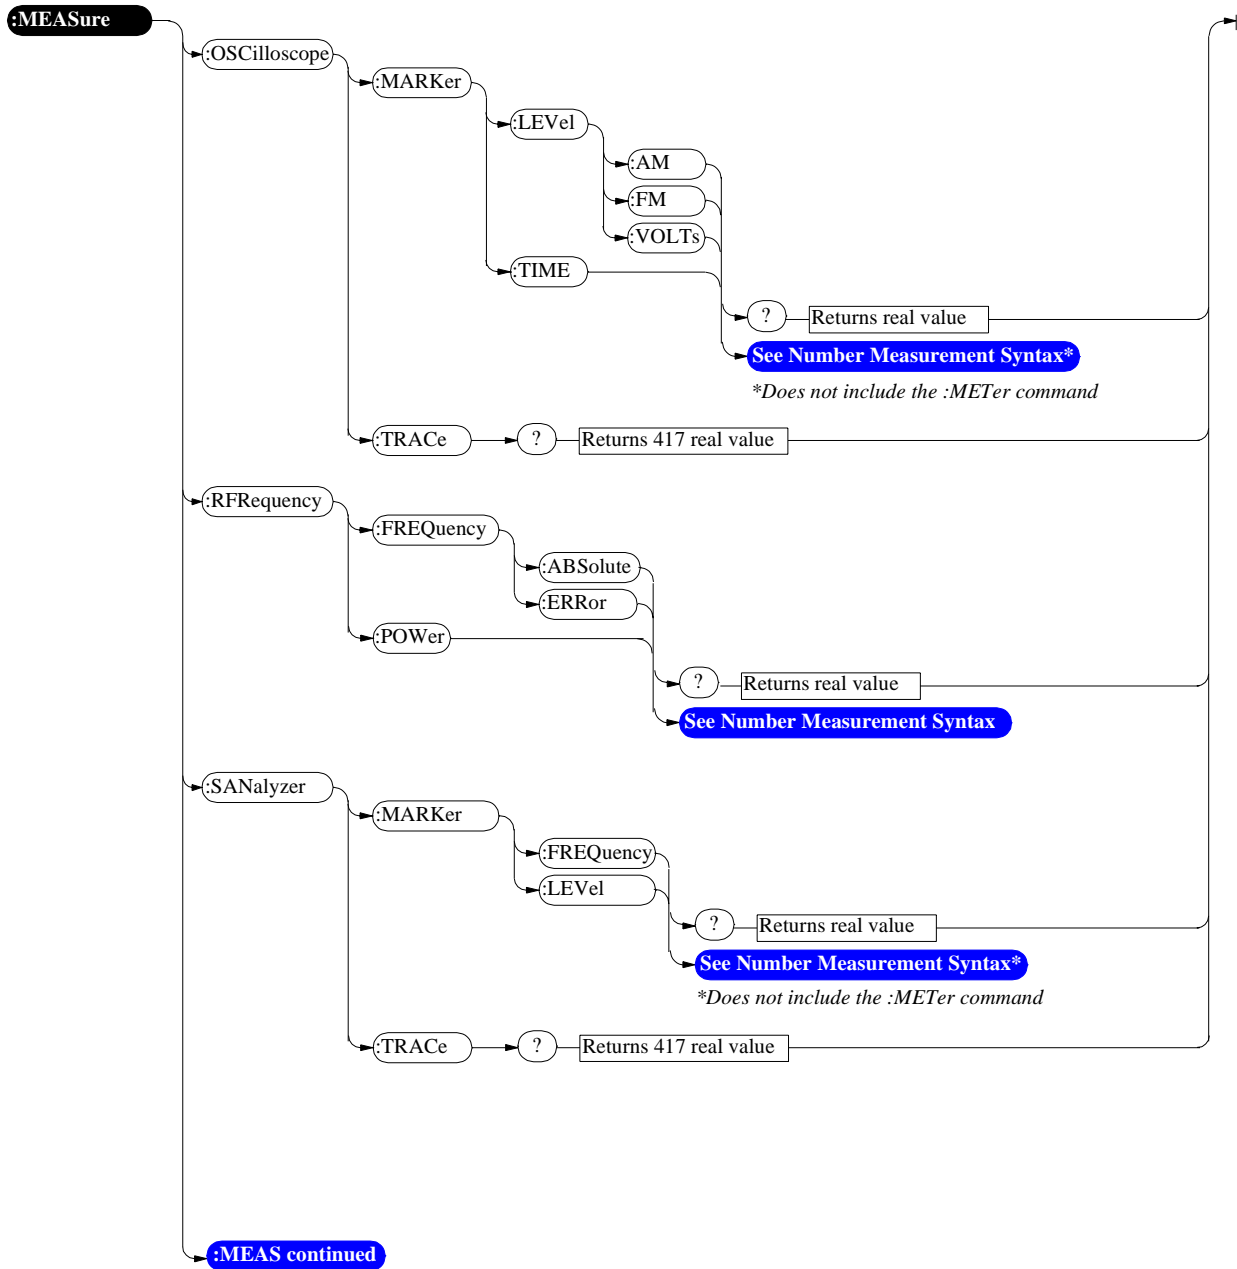 :MEASure
:OSCilloscope
:MARKer
:LEVel
:AM
:FM
:VOLTs
:TIME
? Returns real value
See Number Measurement Syntax*
*Does not include the :METer command
:TRACe ? Returns 417 real value
:RFRequency
:FREQuency
:ABSolute
:ERRor
:POWer
? Returns real value
See Number Measurement Syntax
:SANalyzer
:MARKer
:FREQuency
:LEVel
? Returns real value
See Number Measurement Syntax*
*Does not include the :METer command
:TRACe ? Returns 417 real value
:MEAS continued